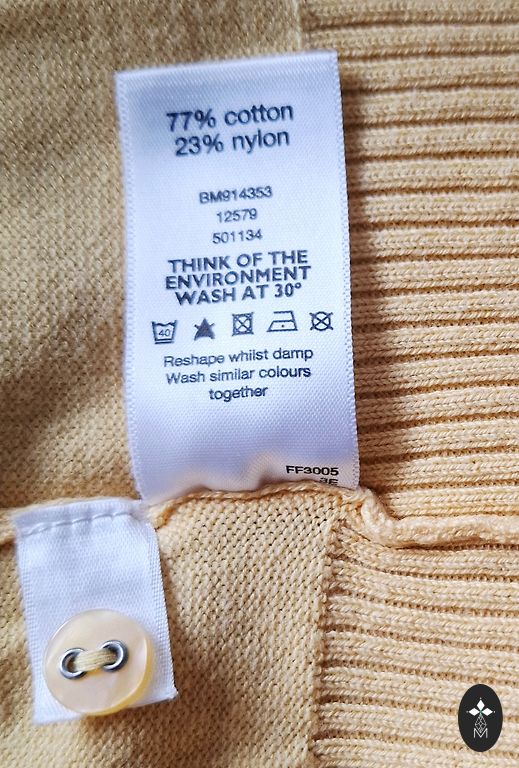 77% cotton
23% nylon
BM914353
12579
501134
THINK OF THE
ENVIRONMENT
WASH AT 30°
40
Reshape whilst damp
Wash similar colours
together
FF3005
3E
M